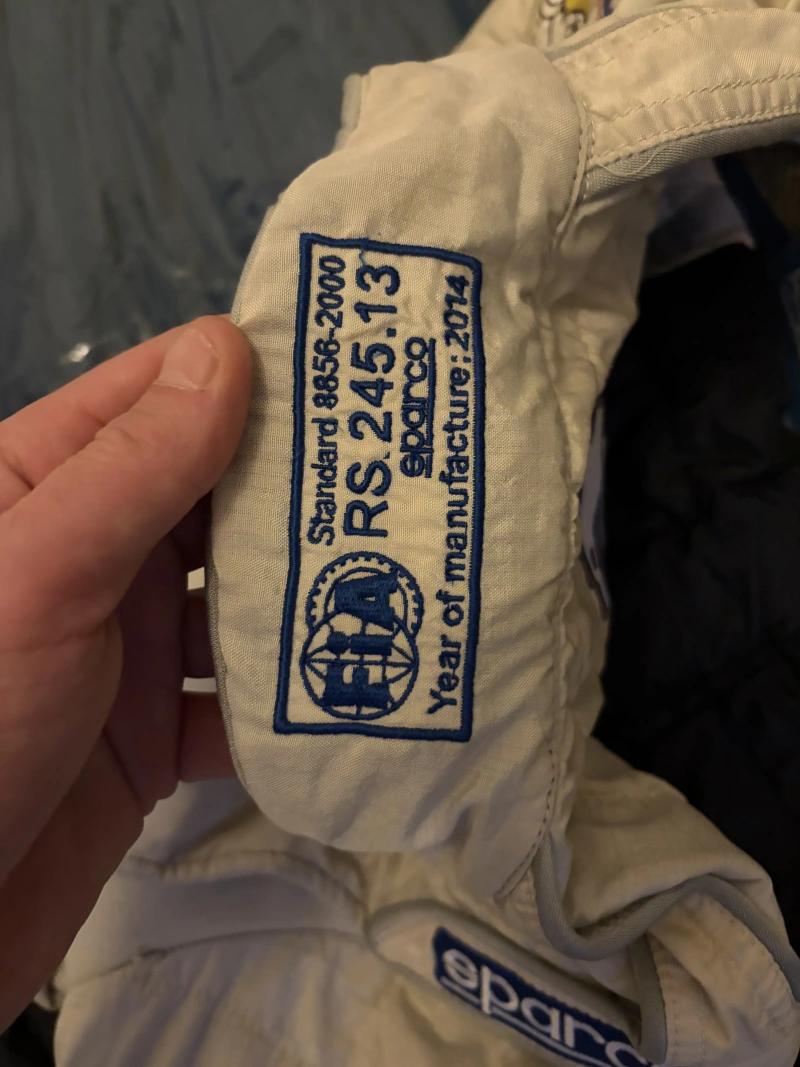 Standard 8856-2000
RS.245.13
sparco
FiA
Year of manufacture: 2014
sparco